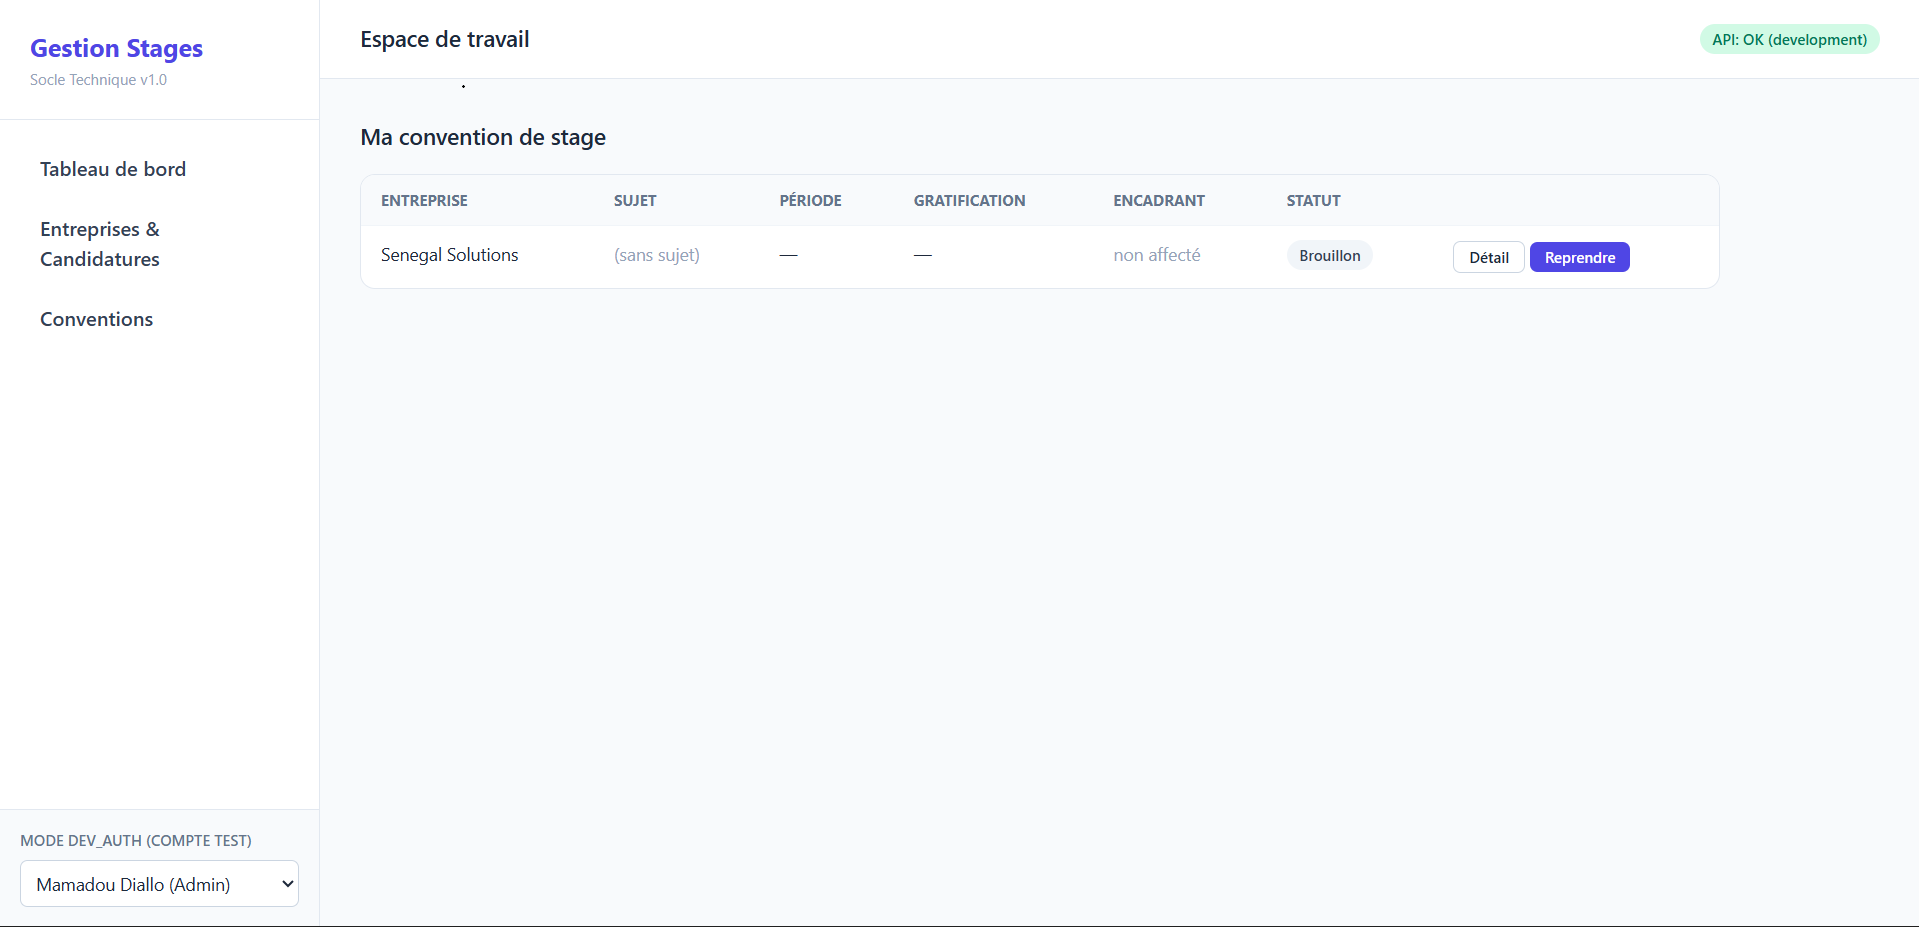 Gestion Stages
Socle Technique v1.0
Tableau de bord
Entreprises &
Candidatures
Conventions
MODE DEV_AUTH (COMPTE TEST)
Mamadou Diallo (Admin)
Espace de travail
API: OK (development)
Ma convention de stage
ENTREPRISE SUJET PÉRIODE GRATIFICATION ENCADRANT STATUT
Senegal Solutions (sans sujet) — — non affecté Brouillon Détail Reprendre